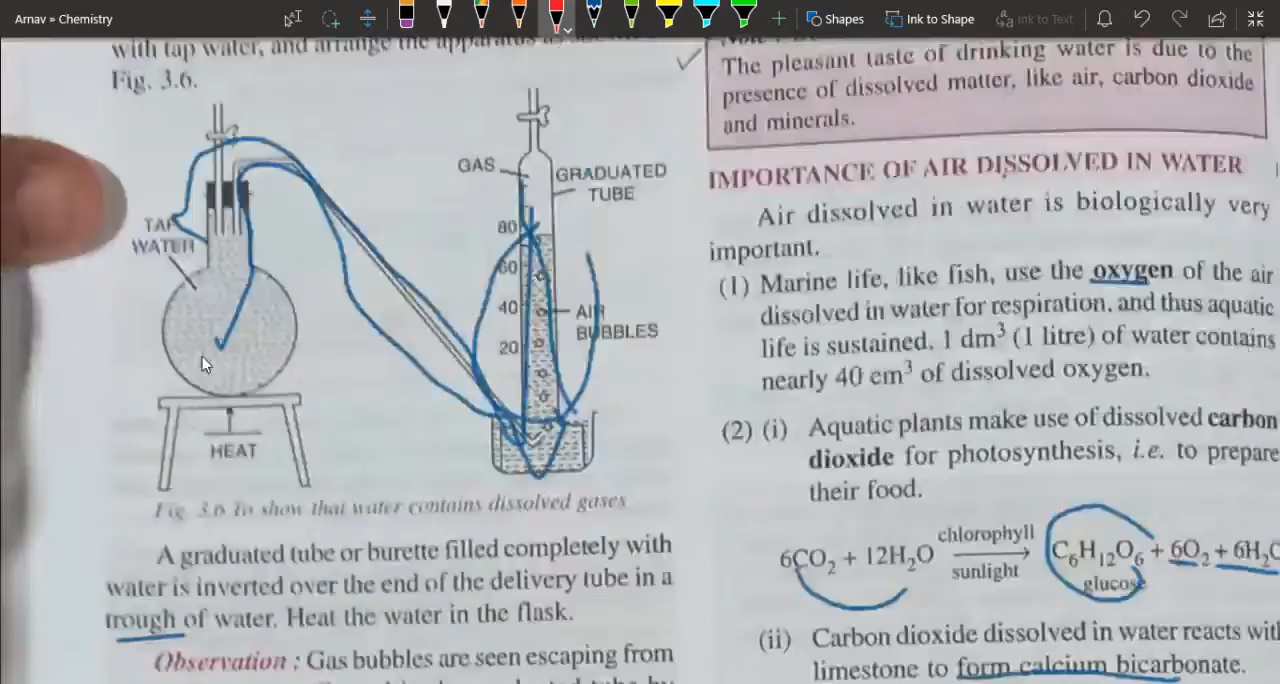 Arnav » Chemistry
Shapes
Ink to Shape
Ink to Text
with tap water, and arrange the apparatus as
Fig. 3.6.
GAS
GRADUATED
TUBE
TAP
WATER
80
60
40
20
AIR
BUBBLES
HEAT
Fig. 3.6 To show that water contains dissolved gases
A graduated tube or burette filled completely with
water is inverted over the end of the delivery tube in a
trough of water. Heat the water in the flask.
Observation : Gas bubbles are seen escaping from
The pleasant taste of drinking water is due to the
presence of dissolved matter, like air, carbon dioxide
and minerals.
IMPORTANCE OF AIR DISSOLVED IN WATER
Air dissolved in water is biologically very
important.
(1) Marine life, like fish, use the oxygen of the air
dissolved in water for respiration, and thus aquatic
life is sustained. 1 dm³ (1 litre) of water contains
nearly 40 cm³ of dissolved oxygen.
(2) (i) Aquatic plants make use of dissolved carbon
dioxide for photosynthesis, i.e. to prepare
their food.
chlorophyll
6CO₂ + 12H₂O → C₆H₁₂O₆ + 6O₂ + 6H₂O
sunlight
glucose
(ii) Carbon dioxide dissolved in water reacts with
limestone to form calcium bicarbonate.